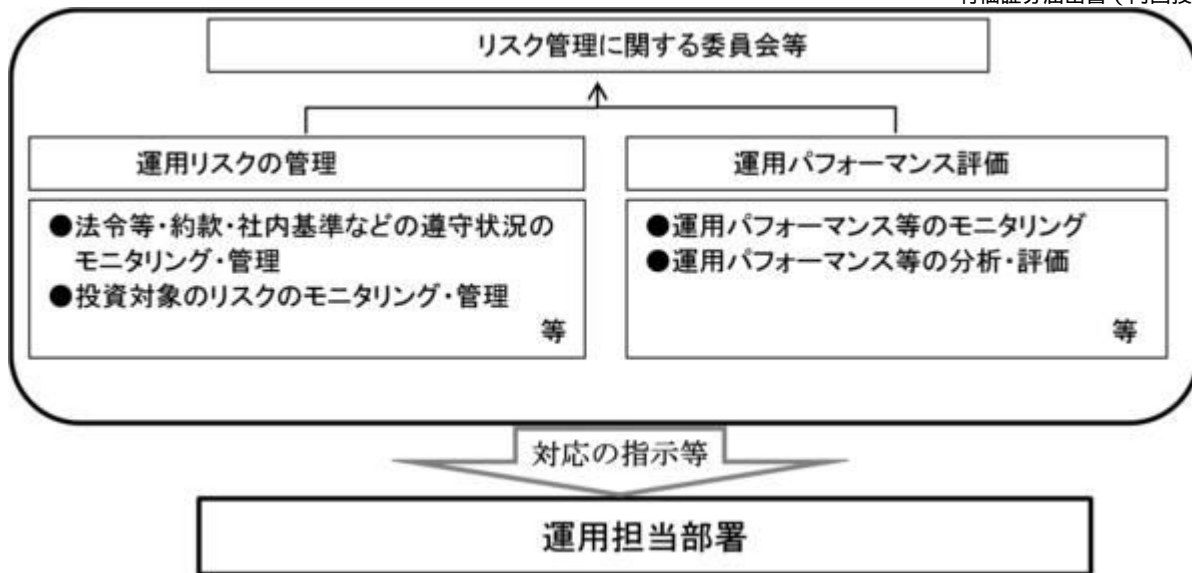 リスク管理に関する委員会等
運用リスクの管理
●法令等・約款・社内基準などの遵守状況の
モニタリング・管理
●投資対象のリスクのモニタリング・管理
等
運用パフォーマンス評価
●運用パフォーマンス等のモニタリング
●運用パフォーマンス等の分析・評価
等
対応の指示等
運用担当部署